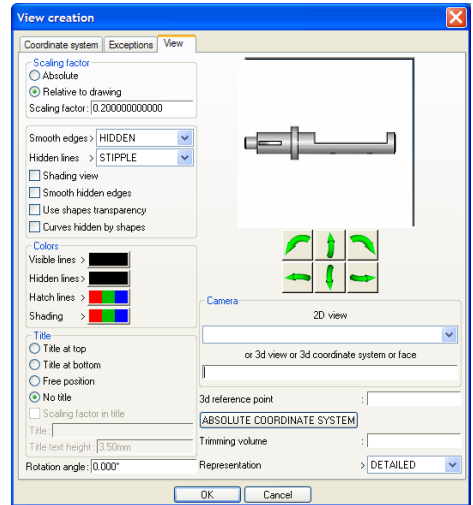 View creation
Coordinate system Exceptions View
Scaling factor
Absolute
Relative to drawing
Scaling factor: 0.200000000000
Smooth edges > HIDDEN
Hidden lines > STIPPLE
Shading view
Smooth hidden edges
Use shapes transparency
Curves hidden by shapes
Colors
Visible lines >
Hidden lines >
Hatch lines >
Shading >
Title
Title at top
Title at bottom
Free position
No title
Scaling factor in title
Title:
Title text height: 3.50mm
Rotation angle: 0.000°
Camera
2D view
or 3d view or 3d coordinate system or face
3d reference point :
ABSOLUTE COORDINATE SYSTEM
Trimming volume :
Representation > DETAILED
OK Cancel